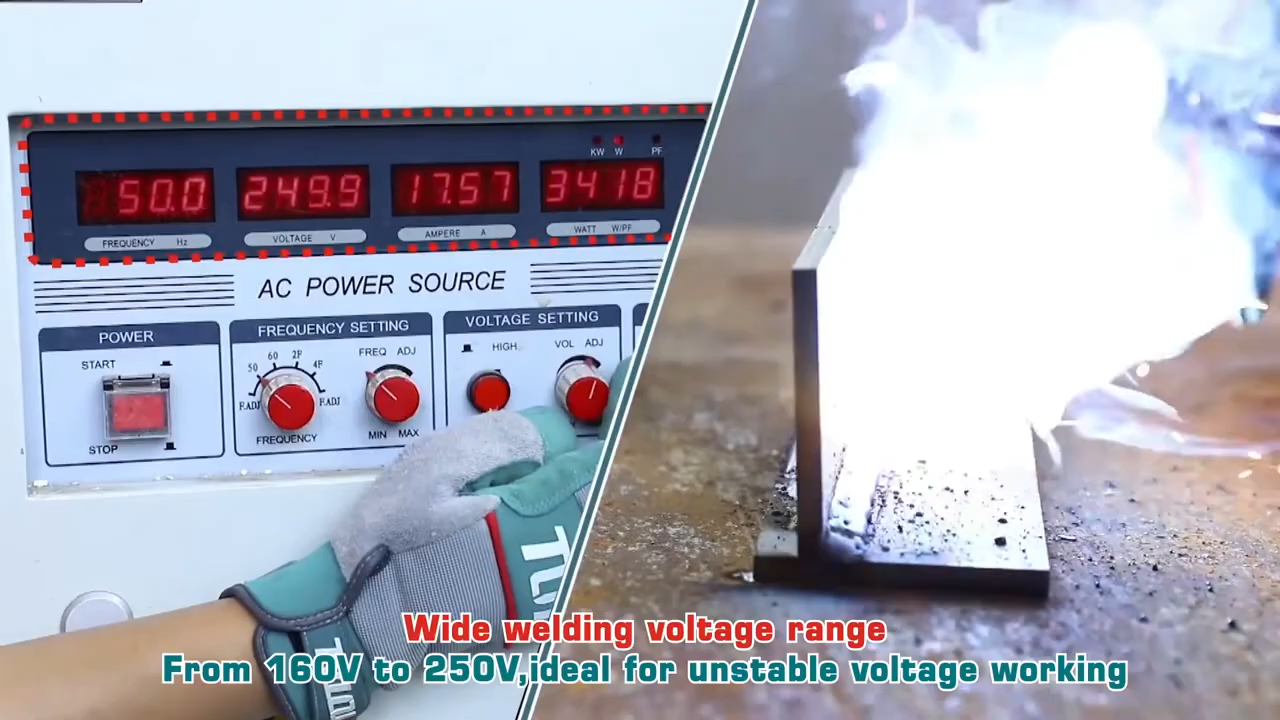 KW W PF
50.0 249.9 17.57 3418
FREQUENCY Hz VOLTAGE V AMPERE A WATT W/PF
AC POWER SOURCE
POWER
START
STOP
FREQUENCY SETTING
50 60 2F 4F
F.ADJ F.ADJ
FREQUENCY
FREQ ADJ
MIN MAX
VOLTAGE SETTING
HIGH VOL ADJ
Wide welding voltage range
From 160V to 250V,ideal for unstable voltage working